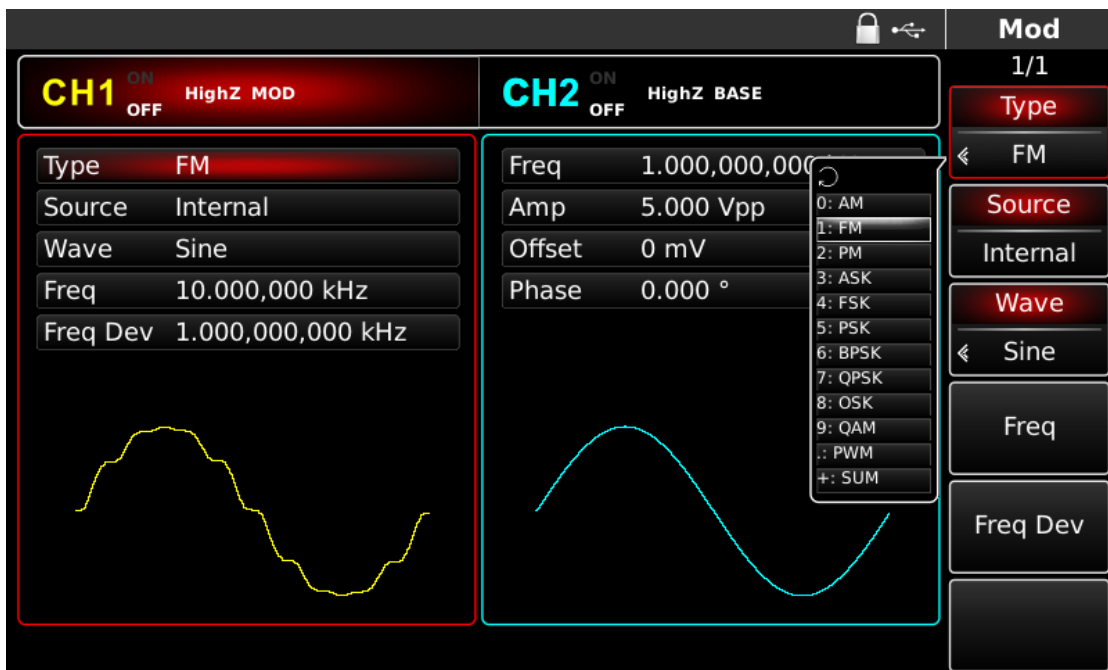 Mod
1/1
CH1 ON OFF HighZ MOD
CH2 ON OFF HighZ BASE
Type FM
Source Internal
Wave Sine
Freq 10.000,000 kHz
Freq Dev 1.000,000,000 kHz
Freq 1.000,000,000
Amp 5.000 Vpp
Offset 0 mV
Phase 0.000 °
0: AM
1: FM
2: PM
3: ASK
4: FSK
5: PSK
6: BPSK
7: QPSK
8: OSK
9: QAM
.: PWM
+: SUM
Type
FM
Source
Internal
Wave
Sine
Freq
Freq Dev